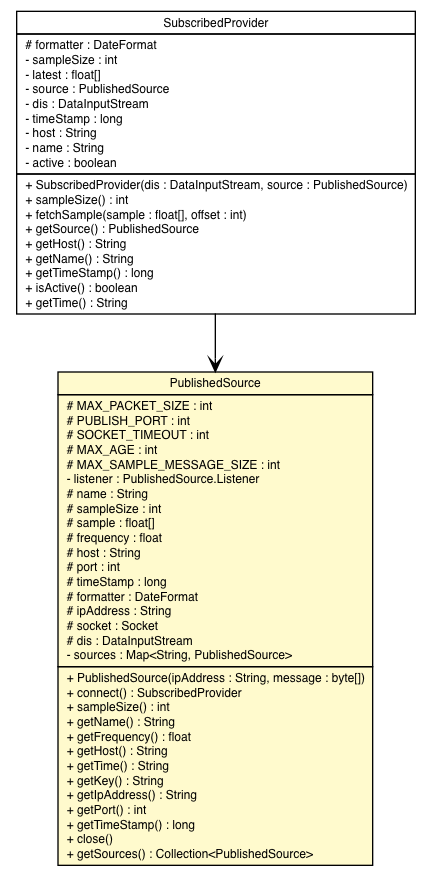 SubscribedProvider
# formatter : DateFormat
- sampleSize : int
- latest : float[]
- source : PublishedSource
- dis : DataInputStream
- timeStamp : long
- host : String
- name : String
- active : boolean
+ SubscribedProvider(dis : DataInputStream, source : PublishedSource)
+ sampleSize() : int
+ fetchSample(sample : float[], offset : int)
+ getSource() : PublishedSource
+ getHost() : String
+ getName() : String
+ getTimeStamp() : long
+ isActive() : boolean
+ getTime() : String
PublishedSource
# MAX_PACKET_SIZE : int
# PUBLISH_PORT : int
# SOCKET_TIMEOUT : int
# MAX_AGE : int
# MAX_SAMPLE_MESSAGE_SIZE : int
- listener : PublishedSource.Listener
# name : String
# sampleSize : int
# sample : float[]
# frequency : float
# host : String
# port : int
# timeStamp : long
# formatter : DateFormat
# ipAddress : String
# socket : Socket
# dis : DataInputStream
- sources : Map<String, PublishedSource>
+ PublishedSource(ipAddress : String, message : byte[])
+ connect() : SubscribedProvider
+ sampleSize() : int
+ getName() : String
+ getFrequency() : float
+ getHost() : String
+ getTime() : String
+ getKey() : String
+ getIpAddress() : String
+ getPort() : int
+ getTimeStamp() : long
+ close()
+ getSources() : Collection<PublishedSource>